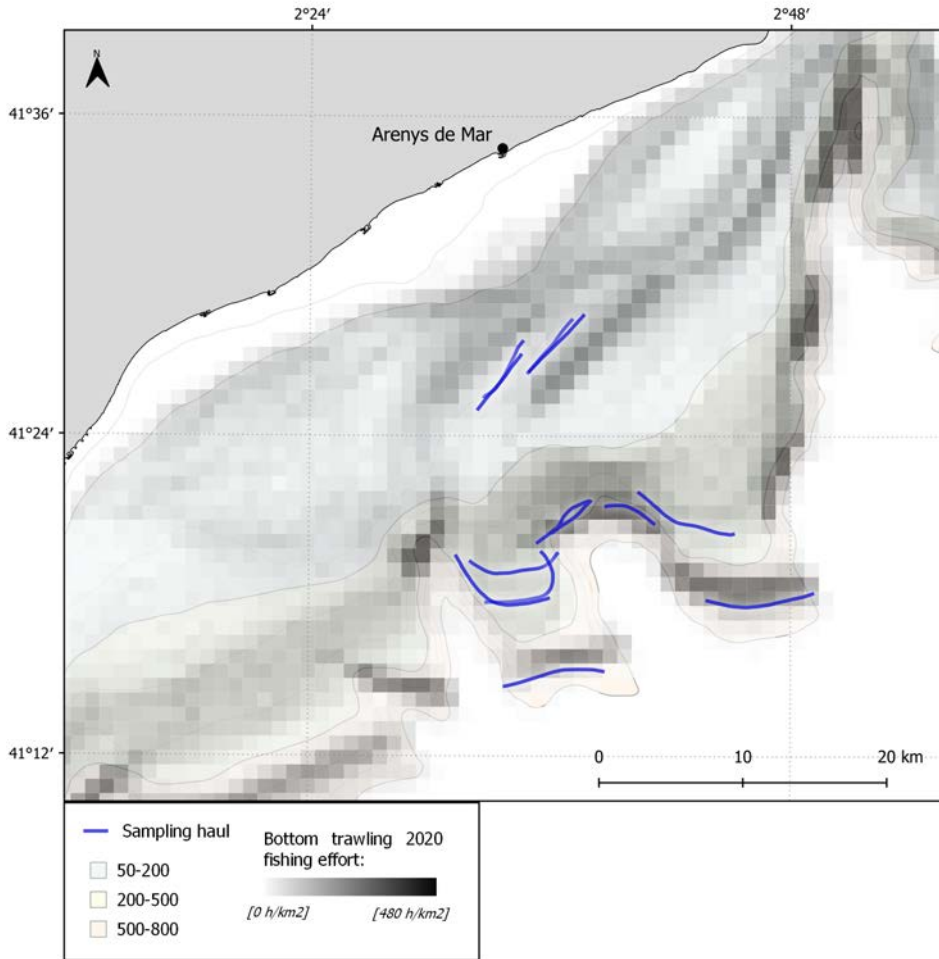 2°24′ 2°48′
N
41°36′
Arenys de Mar
41°24′
41°12′
0 10 20 km
Sampling haul
50-200
200-500
500-800
Bottom trawling 2020
fishing effort:
[0 h/km2] [480 h/km2]